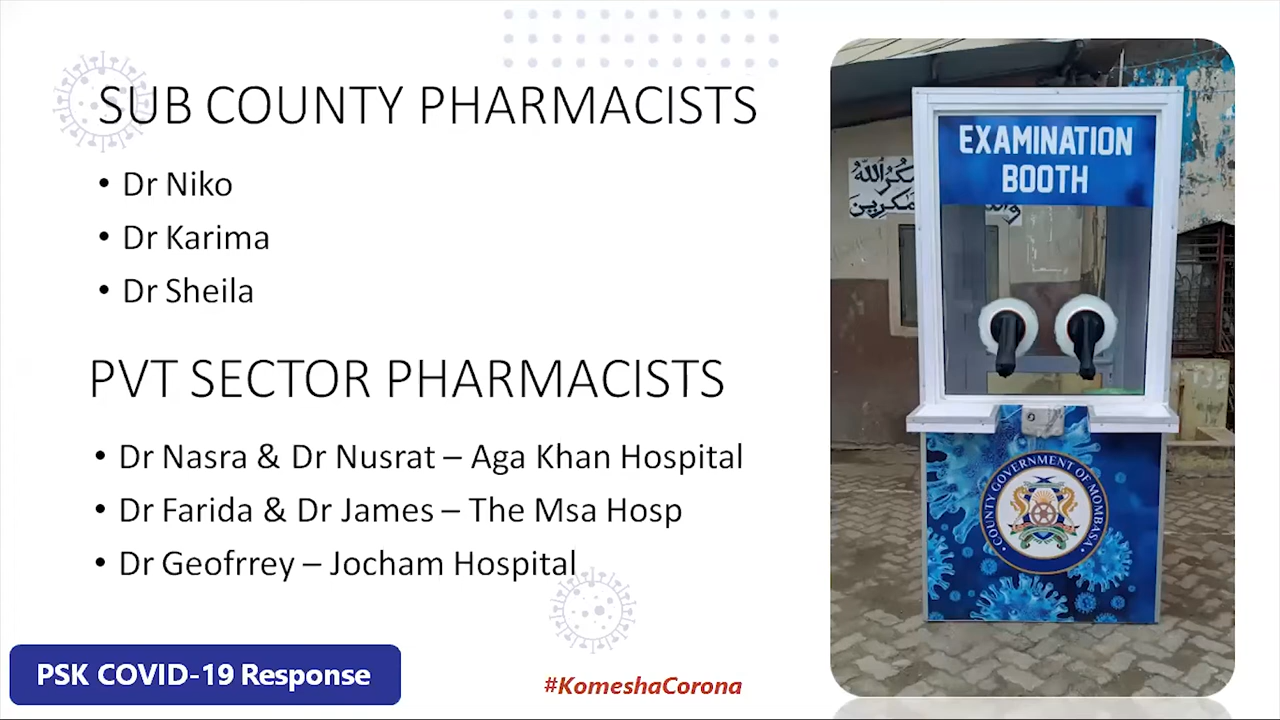 SUB COUNTY PHARMACISTS
• Dr Niko
• Dr Karima
• Dr Sheila
PVT SECTOR PHARMACISTS
• Dr Nasra & Dr Nusrat – Aga Khan Hospital
• Dr Farida & Dr James – The Msa Hosp
• Dr Geofrrey – Jocham Hospital
PSK COVID-19 Response
#KomeshaCorona
EXAMINATION
BOOTH
COUNTY GOVERNMENT OF MOMBASA